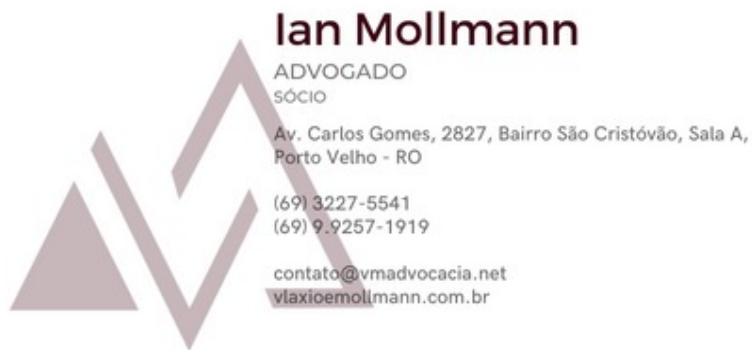 Ian Mollmann
ADVOGADO
SÓCIO
Av. Carlos Gomes, 2827, Bairro São Cristóvão, Sala A,
Porto Velho - RO
(69) 3227-5541
(69) 9.9257-1919
contato@vmadvocacia.net
vlaxioemollmann.com.br